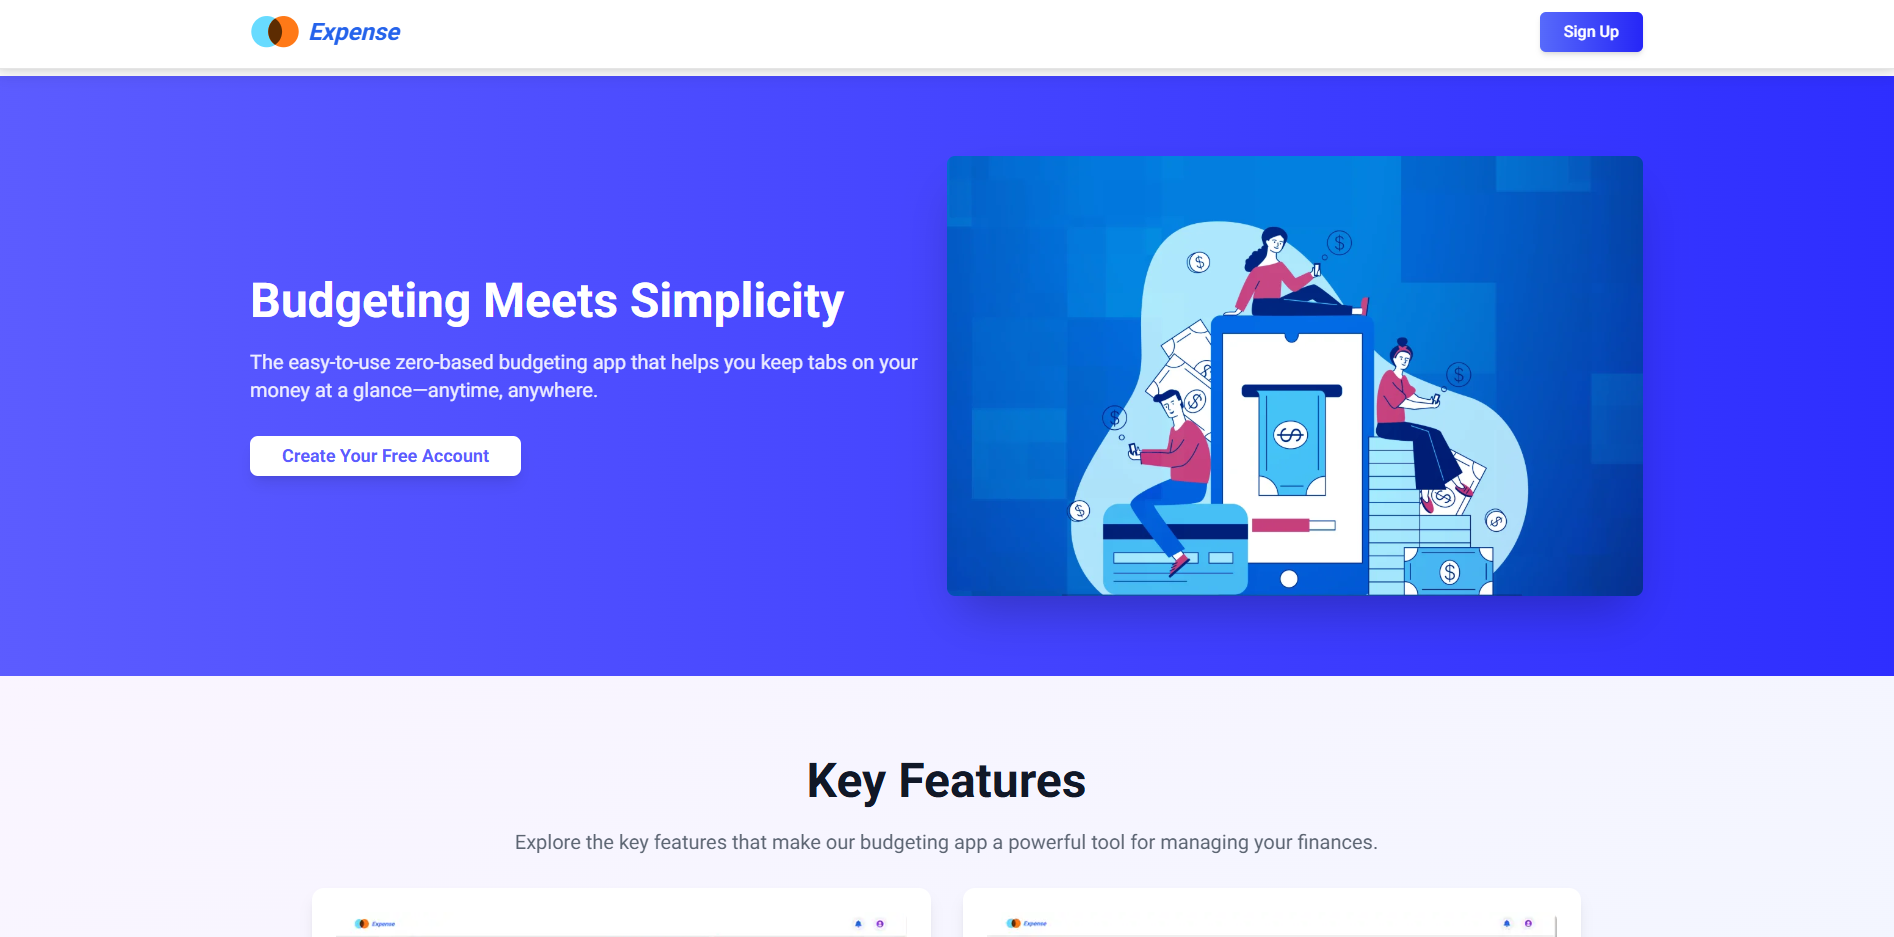 Expense
Sign Up
Budgeting Meets Simplicity
The easy-to-use zero-based budgeting app that helps you keep tabs on your
money at a glance—anytime, anywhere.
Create Your Free Account
$
$
$
$
$
$
$
$
$
$
$
$
Key Features
Explore the key features that make our budgeting app a powerful tool for managing your finances.
Expense
Expense